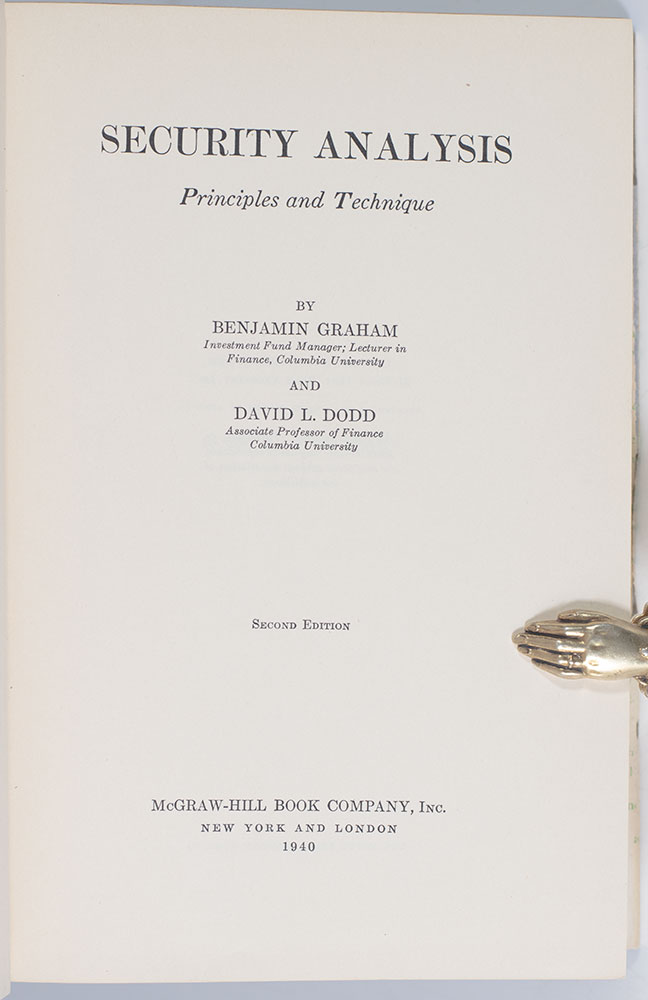 SECURITY ANALYSIS
Principles and Technique
BY
BENJAMIN GRAHAM
Investment Fund Manager; Lecturer in
Finance, Columbia University
AND
DAVID L. DODD
Associate Professor of Finance
Columbia University
SECOND EDITION
McGRAW-HILL BOOK COMPANY, INC.
NEW YORK AND LONDON
1940